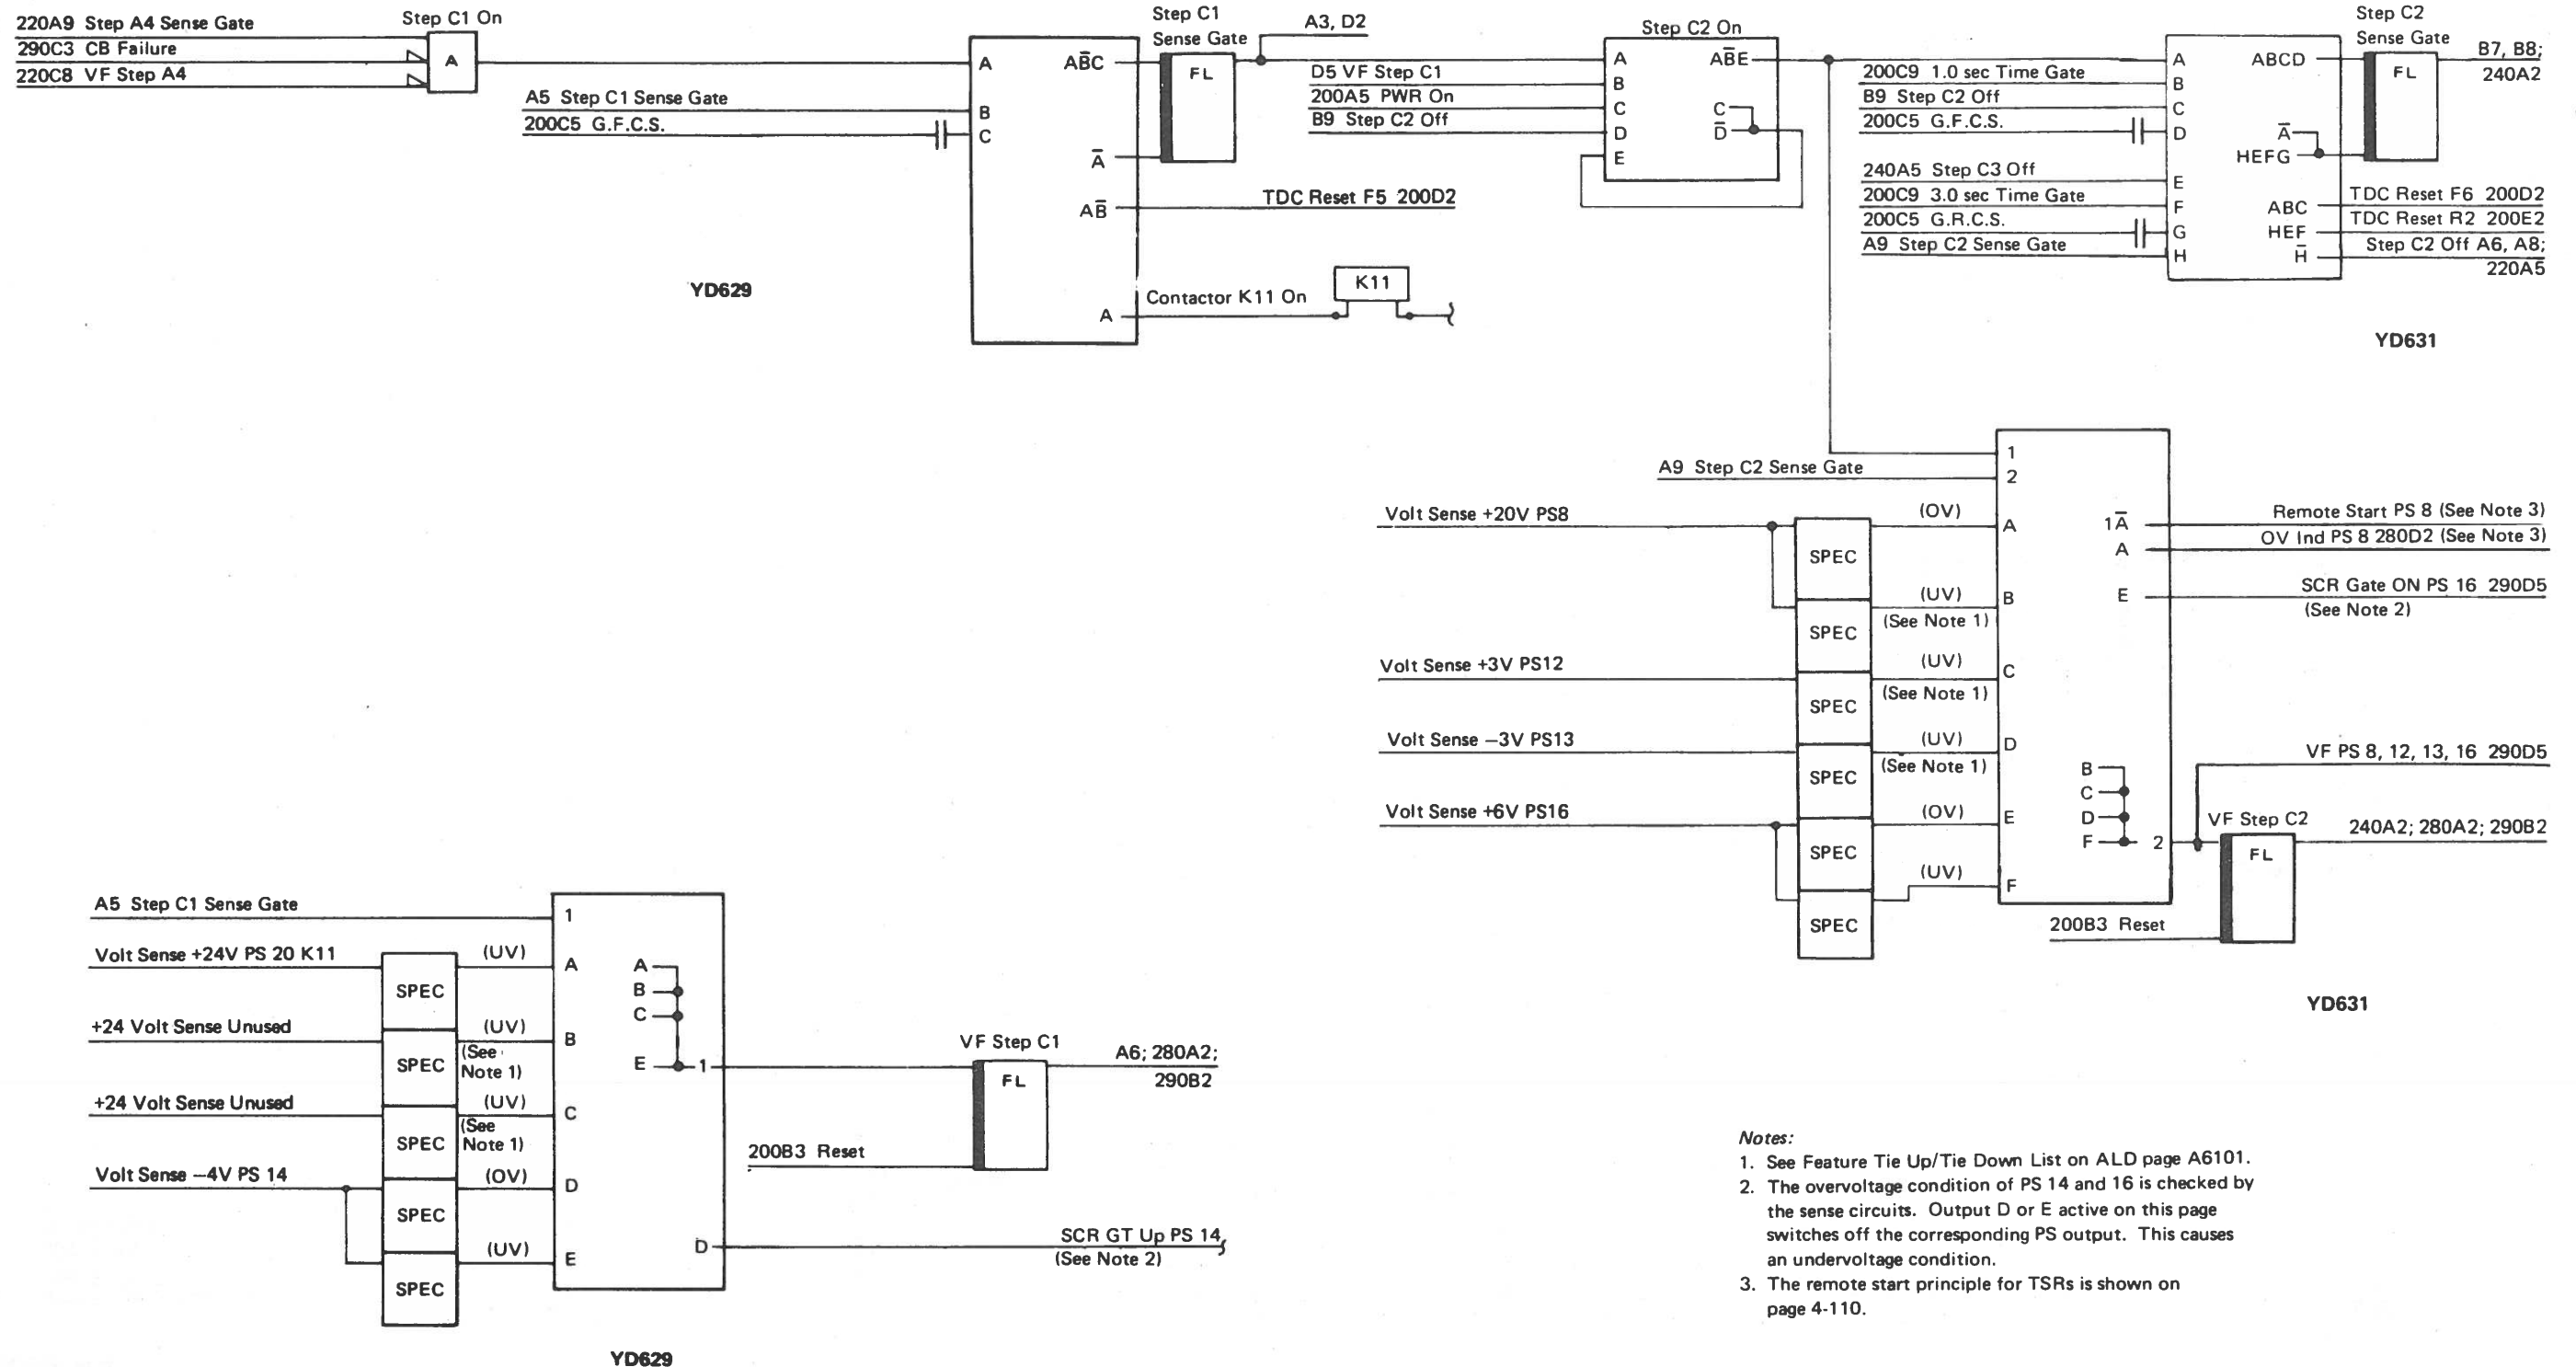 220A9 Step A4 Sense Gate
290C3 CB Failure
220C8 VF Step A4
Step C1 On
A
A5 Step C1 Sense Gate
200C5 G.F.C.S.
A
B
C
AB̅C
A̅
AB̅
A
YD629
Step C1
Sense Gate
FL
A3, D2
TDC Reset F5 200D2
Contactor K11 On
K11
D5 VF Step C1
200A5 PWR On
B9 Step C2 Off
Step C2 On
A
B
C
D
E
AB̅E
C
D̅
200C9 1.0 sec Time Gate
B9 Step C2 Off
200C5 G.F.C.S.
240A5 Step C3 Off
200C9 3.0 sec Time Gate
200C5 G.R.C.S.
A9 Step C2 Sense Gate
A
B
C
D
E
F
G
H
ABCD
A̅
HEFG
ABC
HEF
H̅
Step C2
Sense Gate
FL
B7, B8;
240A2
TDC Reset F6 200D2
TDC Reset R2 200E2
Step C2 Off A6, A8;
220A5
YD631
A9 Step C2 Sense Gate
1
2
Volt Sense +20V PS8
SPEC
(OV)
A
SPEC
(UV)
B
(See Note 1)
Volt Sense +3V PS12
SPEC
(UV)
C
(See Note 1)
Volt Sense −3V PS13
SPEC
(UV)
D
(See Note 1)
Volt Sense +6V PS16
SPEC
(OV)
E
SPEC
(UV)
F
1A̅
A
E
B
C
D
F
2
Remote Start PS 8 (See Note 3)
OV Ind PS 8 280D2 (See Note 3)
SCR Gate ON PS 16 290D5
(See Note 2)
VF PS 8, 12, 13, 16 290D5
VF Step C2
FL
240A2; 280A2; 290B2
200B3 Reset
YD631
A5 Step C1 Sense Gate
1
Volt Sense +24V PS 20 K11
SPEC
(UV)
A
+24 Volt Sense Unused
SPEC
(UV)
B
(See
Note 1)
+24 Volt Sense Unused
SPEC
(UV)
C
(See
Note 1)
Volt Sense −4V PS 14
SPEC
(OV)
D
SPEC
(UV)
E
A
B
C
E
1
D
VF Step C1
FL
A6; 280A2;
290B2
200B3 Reset
SCR GT Up PS 14
(See Note 2)
YD629
Notes:
1. See Feature Tie Up/Tie Down List on ALD page A6101.
2. The overvoltage condition of PS 14 and 16 is checked by
the sense circuits. Output D or E active on this page
switches off the corresponding PS output. This causes
an undervoltage condition.
3. The remote start principle for TSRs is shown on
page 4-110.